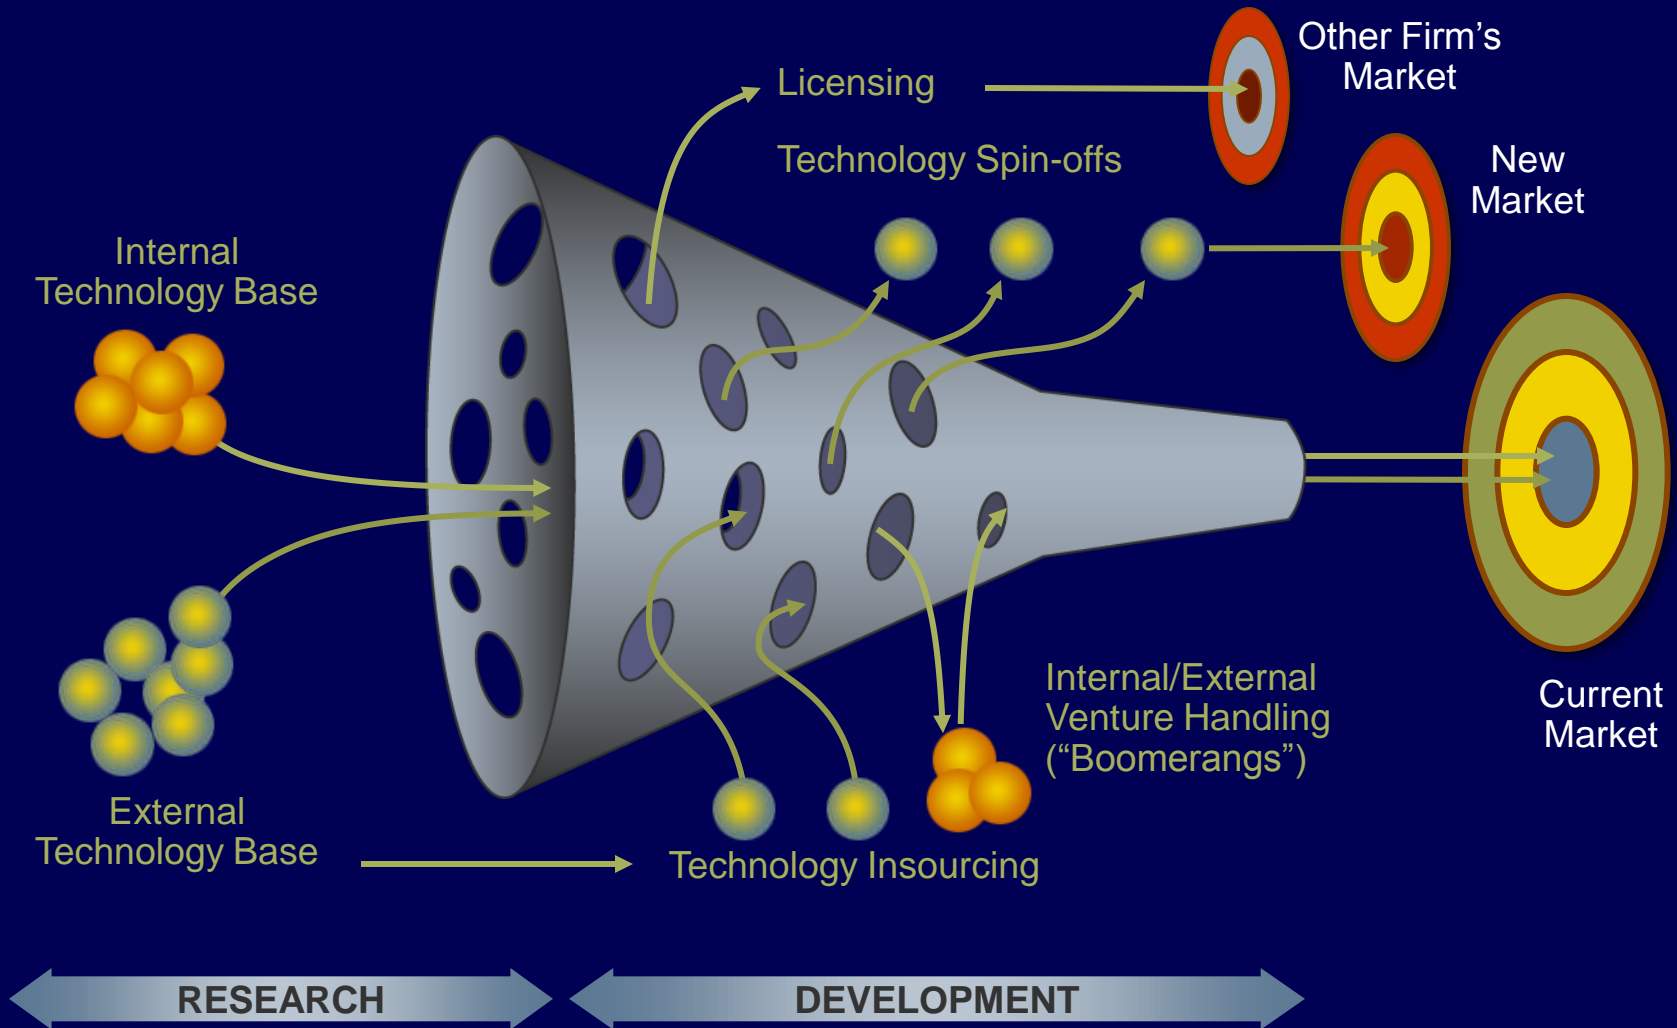 Other Firm’s
Market
Licensing
Technology Spin-offs
New
Market
Internal
Technology Base
Internal/External
Venture Handling
(“Boomerangs”)
Current
Market
External
Technology Base
Technology Insourcing
RESEARCH
DEVELOPMENT